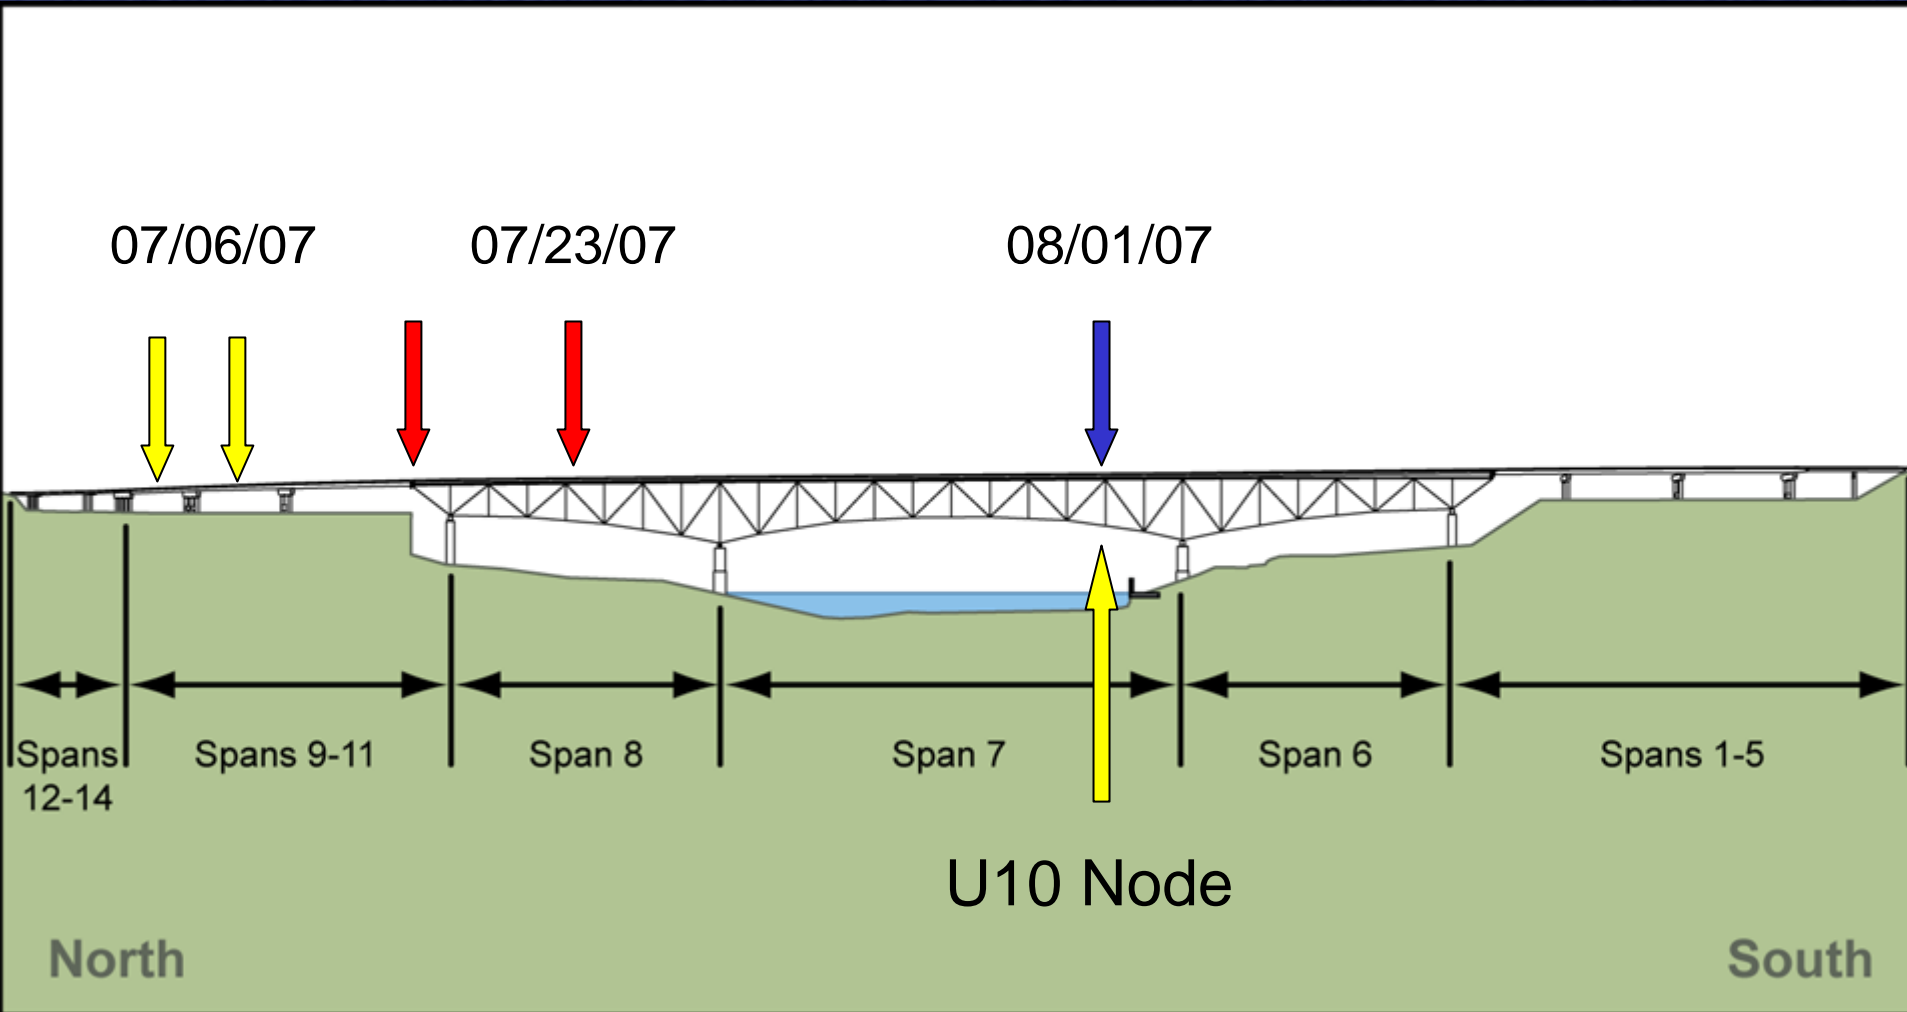 07/06/07 07/23/07 08/01/07
Spans Spans 9-11 Span 8 Span 7 Span 6 Spans 1-5
12-14
U10 Node
North South